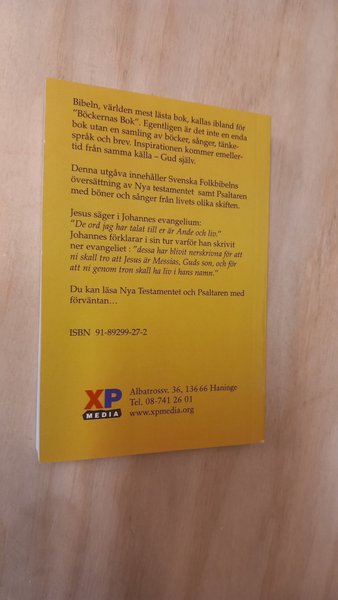 Bibeln, världen mest lästa bok, kallas ibland för
"Böckernas Bok". Egentligen är det inte en enda
bok utan en samling av böcker, sånger, tänke-
språk och brev. Inspirationen kommer emeller-
tid från samma källa – Gud själv.
Denna utgåva innehåller Svenska Folkbibelns
översättning av Nya testamentet samt Psaltaren
med böner och sånger från livets olika skiften.
Jesus säger i Johannes evangelium:
"De ord jag har talat till er är Ande och liv."
Johannes förklarar i sin tur varför han skrivit
ner evangeliet : "dessa har blivit nerskrivna för att
ni skall tro att Jesus är Messias, Guds son, och för
att ni genom tron skall ha liv i hans namn."
Du kan läsa Nya Testamentet och Psaltaren med
förväntan...
ISBN 91-89299-27-2
XP
MEDIA
Albatrossv. 36, 136 66 Haninge
Tel. 08-741 26 01
www.xpmedia.org